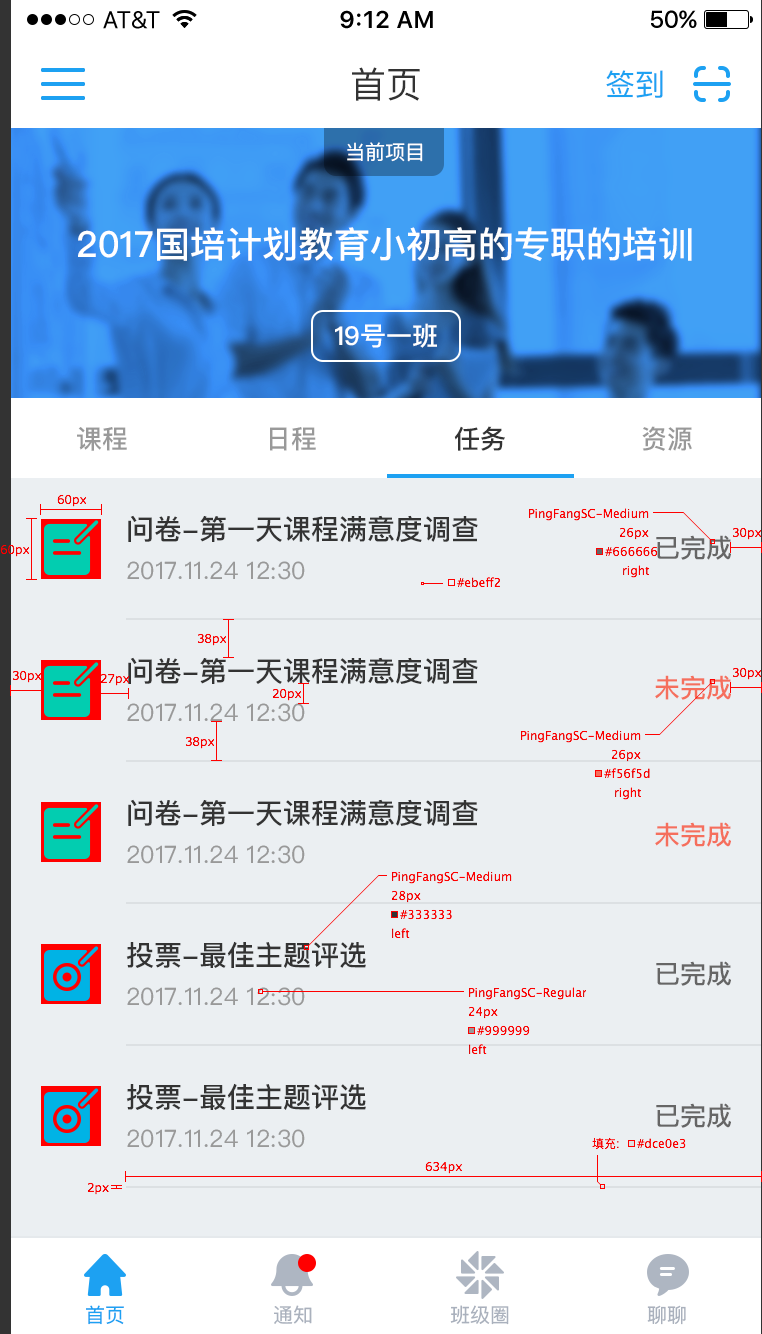 AT&T 9:12 AM 50%
首页 签到
当前项目
2017国培计划教育小初高的专职的培训
19号一班
课程 日程 任务 资源
60px
PingFangSC-Medium
问卷-第一天课程满意度调查
26px
30px
60px
#666666
已完成
2017.11.24 12:30
right
#ebeff2
38px
问卷-第一天课程满意度调查
30px
27px
30px
未完成
20px
2017.11.24 12:30
38px
PingFangSC-Medium
26px
#f56f5d
right
问卷-第一天课程满意度调查
未完成
2017.11.24 12:30
PingFangSC-Medium
28px
#333333
left
投票-最佳主题评选
已完成
2017.11.24 12:30
PingFangSC-Regular
24px
#999999
left
投票-最佳主题评选
已完成
2017.11.24 12:30
填充: #dce0e3
634px
2px
首页 通知 班级圈 聊聊